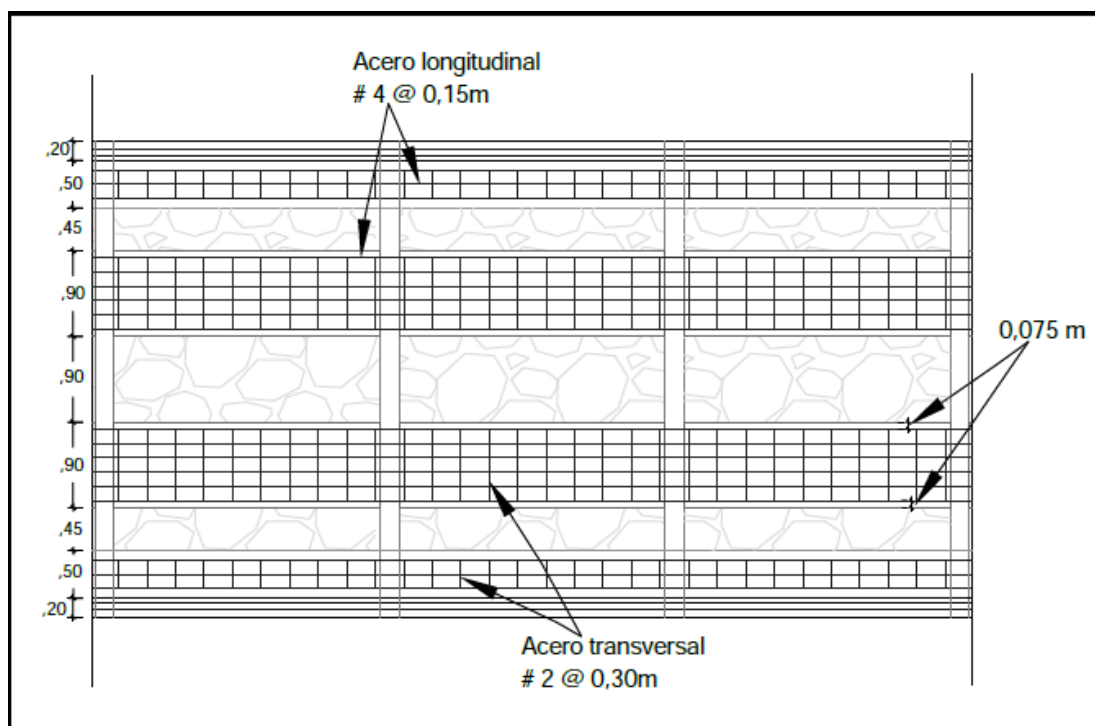 Acero longitudinal
# 4 @ 0,15m
,20
,50
,45
,90
,90
0,075 m
,90
,45
,50
,20
Acero transversal
# 2 @ 0,30m